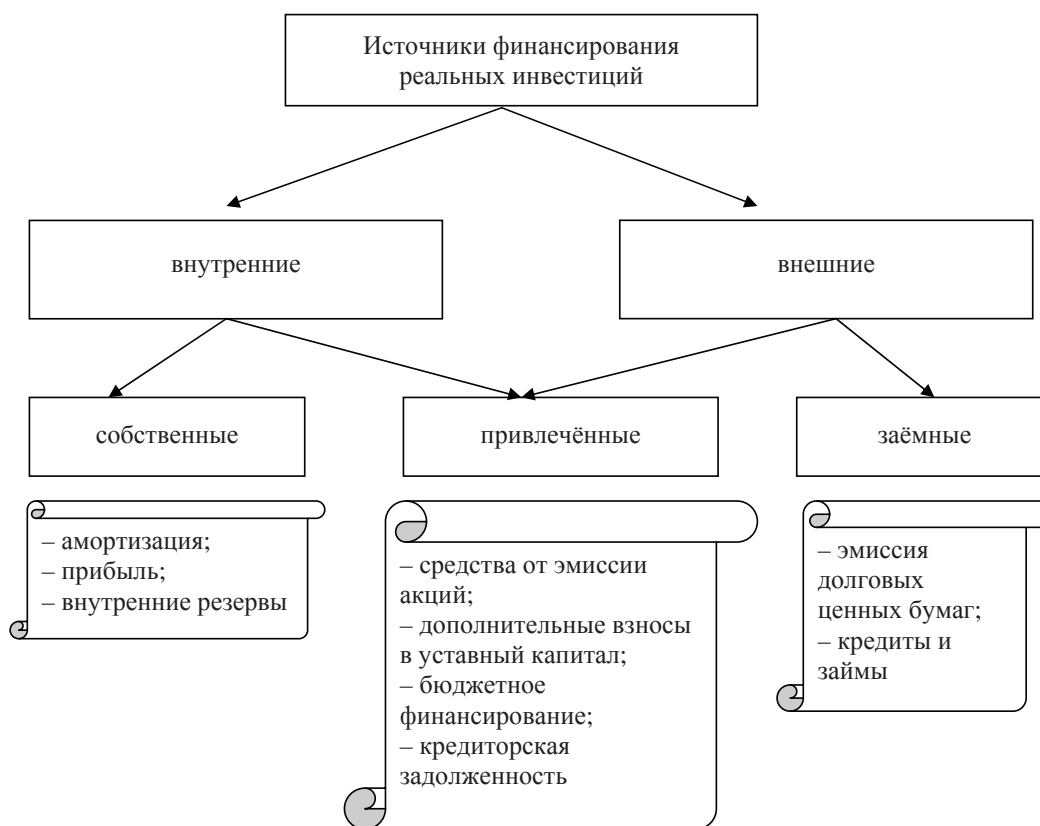 Источники финансирования
реальных инвестиций
внутренние
внешние
собственные
привлечённые
заёмные
– амортизация;
– прибыль;
– внутренние резервы
– средства от эмиссии
акций;
– дополнительные взносы
в уставный капитал;
– бюджетное
финансирование;
– кредиторская
задолженность
– эмиссия
долговых
ценных бумаг;
– кредиты и
займы